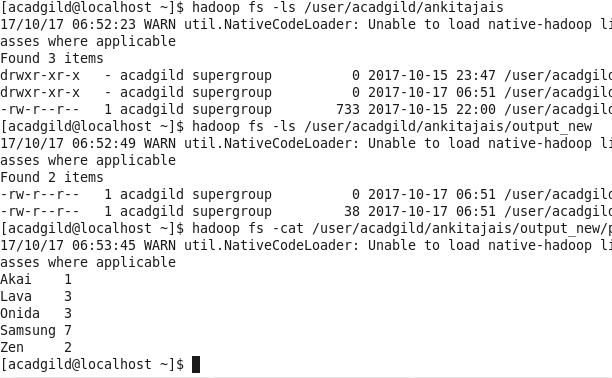 [acadgild@localhost ~]$ hadoop fs -ls /user/acadgild/ankitajais
17/10/17 06:52:23 WARN util.NativeCodeLoader: Unable to load native-hadoop li
asses where applicable
Found 3 items
drwxr-xr-x   - acadgild supergroup          0 2017-10-15 23:47 /user/acadgild
drwxr-xr-x   - acadgild supergroup          0 2017-10-17 06:51 /user/acadgild
-rw-r--r--   1 acadgild supergroup        733 2017-10-15 22:00 /user/acadgild
[acadgild@localhost ~]$ hadoop fs -ls /user/acadgild/ankitajais/output_new
17/10/17 06:52:49 WARN util.NativeCodeLoader: Unable to load native-hadoop li
asses where applicable
Found 2 items
-rw-r--r--   1 acadgild supergroup          0 2017-10-17 06:51 /user/acadgild
-rw-r--r--   1 acadgild supergroup         38 2017-10-17 06:51 /user/acadgild
[acadgild@localhost ~]$ hadoop fs -cat /user/acadgild/ankitajais/output_new/p
17/10/17 06:53:45 WARN util.NativeCodeLoader: Unable to load native-hadoop li
asses where applicable
Akai    1
Lava    3
Onida   3
Samsung 7
Zen     2
[acadgild@localhost ~]$